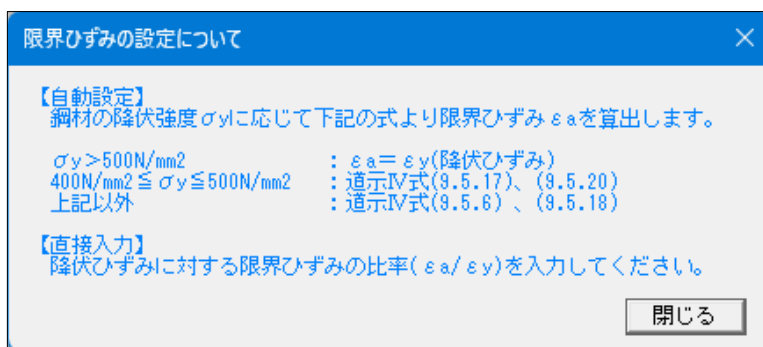 限界ひずみの設定について
【自動設定】
鋼材の降伏強度σyに応じて下記の式より限界ひずみεaを算出します。
σy＞500N/mm2 : εa＝εy(降伏ひずみ)
400N/mm2≦σy≦500N/mm2 : 道示Ⅳ式(9.5.17)、(9.5.20)
上記以外 : 道示Ⅳ式(9.5.6) 、(9.5.18)
【直接入力】
降伏ひずみに対する限界ひずみの比率(εa/εy)を入力してください。
閉じる